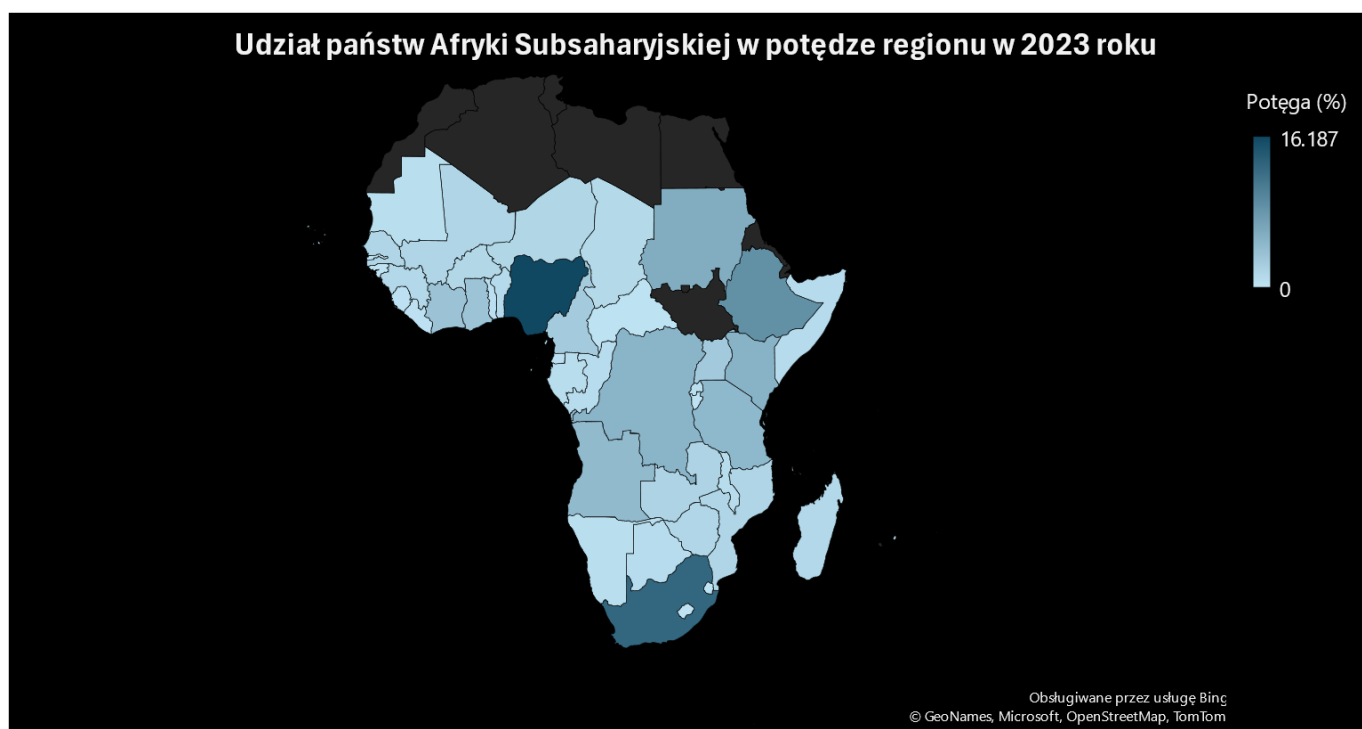 Udział państw Afryki Subsaharyjskiej w potędze regionu w 2023 roku
Potęga (%)
16.187
0
Obsługiwane przez usługę Bing
© GeoNames, Microsoft, OpenStreetMap, TomTom